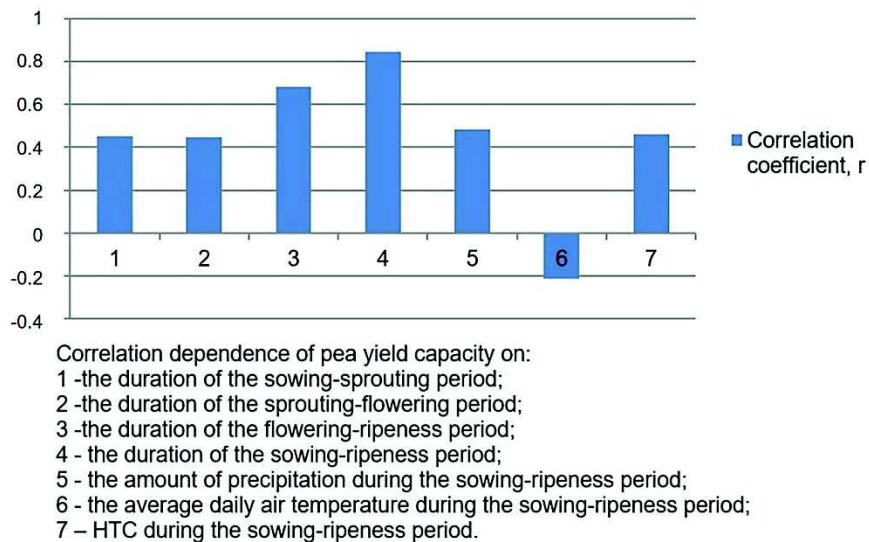 1
0.8
0.6
0.4
0.2
0
-0.2
-0.4
1 2 3 4 5 6 7
Correlation
coefficient, r
Correlation dependence of pea yield capacity on:
1 -the duration of the sowing-sprouting period;
2 - the duration of the sprouting-flowering period;
3 -the duration of the flowering-ripeness period;
4 - the duration of the sowing-ripeness period;
5 - the amount of precipitation during the sowing-ripeness period;
6 - the average daily air temperature during the sowing-ripeness period;
7 – HTC during the sowing-ripeness period.